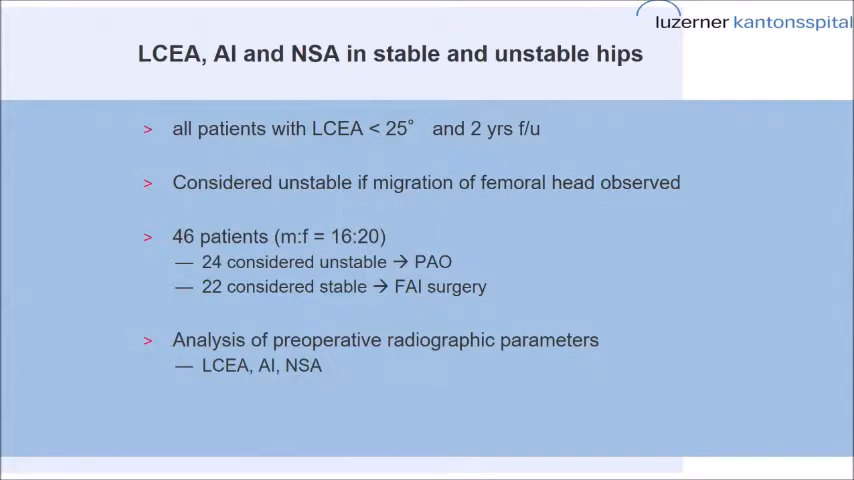 luzerner kantonsspital
LCEA, AI and NSA in stable and unstable hips
> all patients with LCEA < 25° and 2 yrs f/u
> Considered unstable if migration of femoral head observed
> 46 patients (m:f = 16:20)
— 24 considered unstable → PAO
— 22 considered stable → FAI surgery
> Analysis of preoperative radiographic parameters
— LCEA, AI, NSA